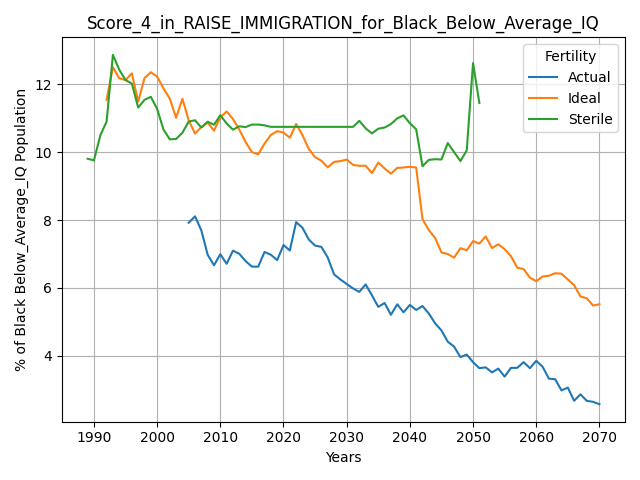 Score_4_in_RAISE_IMMIGRATION_for_Black_Below_Average_IQ
% of Black Below_Average_IQ Population
12
10
8
6
4
Fertility
Actual
Ideal
Sterile
1990 2000 2010 2020 2030 2040 2050 2060 2070
Years